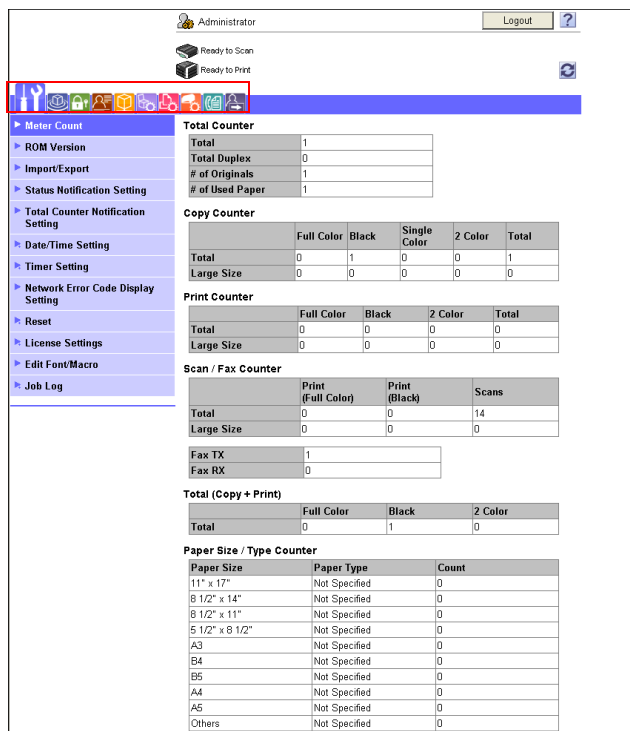 Administrator
Logout
?
Ready to Scan
Ready to Print
Meter Count
ROM Version
Import/Export
Status Notification Setting
Total Counter Notification
Setting
Date/Time Setting
Timer Setting
Network Error Code Display
Setting
Reset
License Settings
Edit Font/Macro
Job Log
Total Counter
Total 1
Total Duplex 0
# of Originals 1
# of Used Paper 1
Copy Counter
Full Color Black Single Color 2 Color Total
Total 0 1 0 0 1
Large Size 0 0 0 0 0
Print Counter
Full Color Black 2 Color Total
Total 0 0 0 0
Large Size 0 0 0 0
Scan / Fax Counter
Print (Full Color) Print (Black) Scans
Total 0 0 14
Large Size 0 0 0
Fax TX 1
Fax RX 0
Total (Copy + Print)
Full Color Black 2 Color
Total 0 1 0
Paper Size / Type Counter
Paper Size Paper Type Count
11" x 17" Not Specified 0
8 1/2" x 14" Not Specified 0
8 1/2" x 11" Not Specified 0
5 1/2" x 8 1/2" Not Specified 0
A3 Not Specified 0
B4 Not Specified 0
B5 Not Specified 0
A4 Not Specified 0
A5 Not Specified 0
Others Not Specified 0